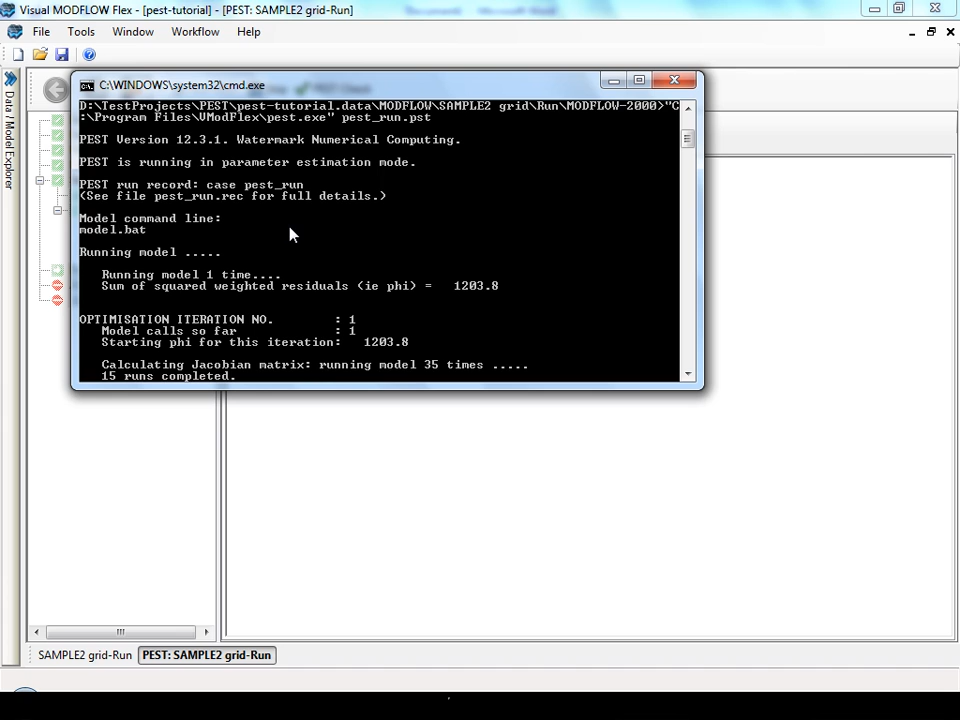 Visual MODFLOW Flex - [pest-tutorial] - [PEST: SAMPLE2 grid-Run]
File Tools Window Workflow Help
C:\WINDOWS\system32\cmd.exe
D:\TestProjects\PEST\pest-tutorial.data\MODFLOW\SAMPLE2 grid\Run\MODFLOW-2000>"C
:\Program Files\VModFlex\pest.exe" pest_run.pst
PEST Version 12.3.1. Watermark Numerical Computing.
PEST is running in parameter estimation mode.
PEST run record: case pest_run
(See file pest_run.rec for full details.)
Model command line:
model.bat
Running model .....
Running model 1 time....
Sum of squared weighted residuals (ie phi) = 1203.8
OPTIMISATION ITERATION NO. : 1
Model calls so far : 1
Starting phi for this iteration: 1203.8
Calculating Jacobian matrix: running model 35 times .....
15 runs completed.
Data / Model Explorer
SAMPLE2 grid-Run PEST: SAMPLE2 grid-Run